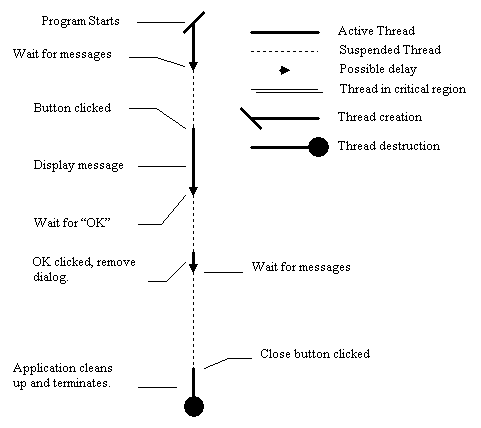 Program Starts
Wait for messages
Button clicked
Display message
Wait for “OK”
OK clicked, remove
dialog.
Wait for messages
Close button clicked
Application cleans
up and terminates.
Active Thread
Suspended Thread
Possible delay
Thread in critical region
Thread creation
Thread destruction